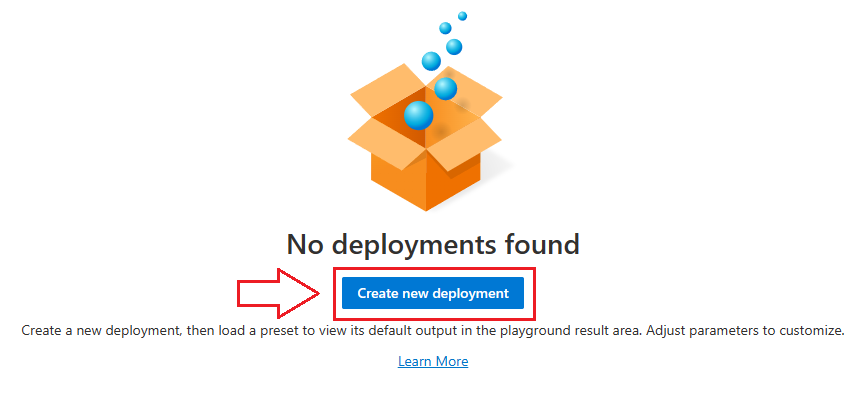 No deployments found
Create new deployment
Create a new deployment, then load a preset to view its default output in the playground result area. Adjust parameters to customize.
Learn More